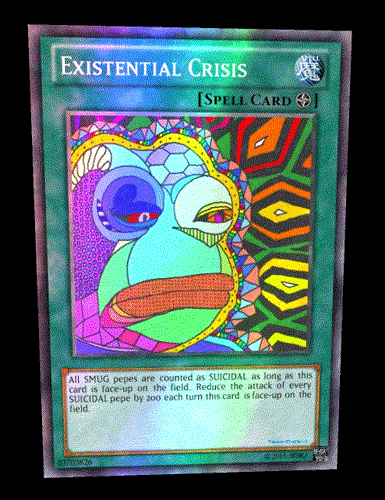 EXISTENTIAL CRISIS
[SPELL CARD ]
All SMUG pepes are counted as SUICIDAL as long as this
card is face-up on the field. Reduce the attack of every
SUICIDAL pepe by 200 each turn this card is face-up on the
field.